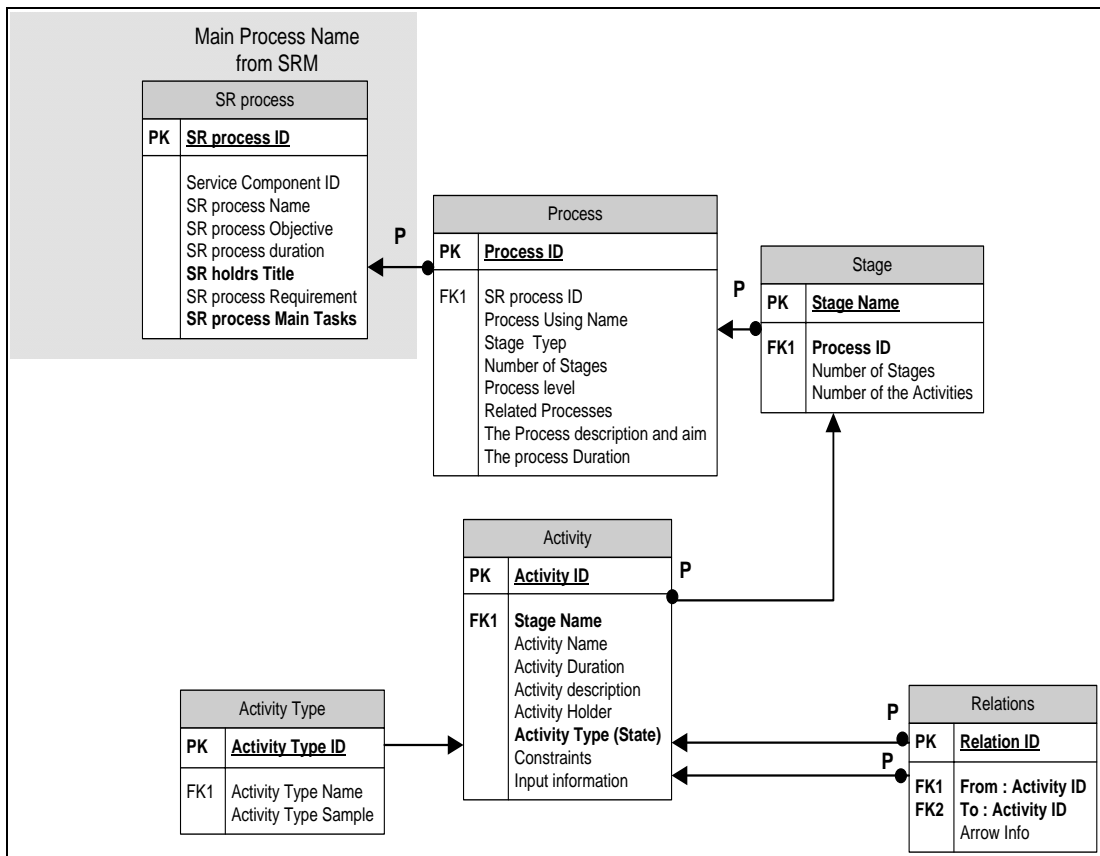 Main Process Name
from SRM
SR process
PK SR process ID
Service Component ID
SR process Name
SR process Objective
SR process duration
SR holdrs Title
SR process Requirement
SR process Main Tasks
P
Process
PK Process ID
FK1 SR process ID
Process Using Name
Stage Tyep
Number of Stages
Process level
Related Processes
The Process description and aim
The process Duration
P
Stage
PK Stage Name
FK1 Process ID
Number of Stages
Number of the Activities
Activity
PK Activity ID
FK1 Stage Name
Activity Name
Activity Duration
Activity description
Activity Holder
Activity Type (State)
Constraints
Input information
P
Activity Type
PK Activity Type ID
FK1 Activity Type Name
Activity Type Sample
P
P
Relations
PK Relation ID
FK1 From : Activity ID
FK2 To : Activity ID
Arrow Info